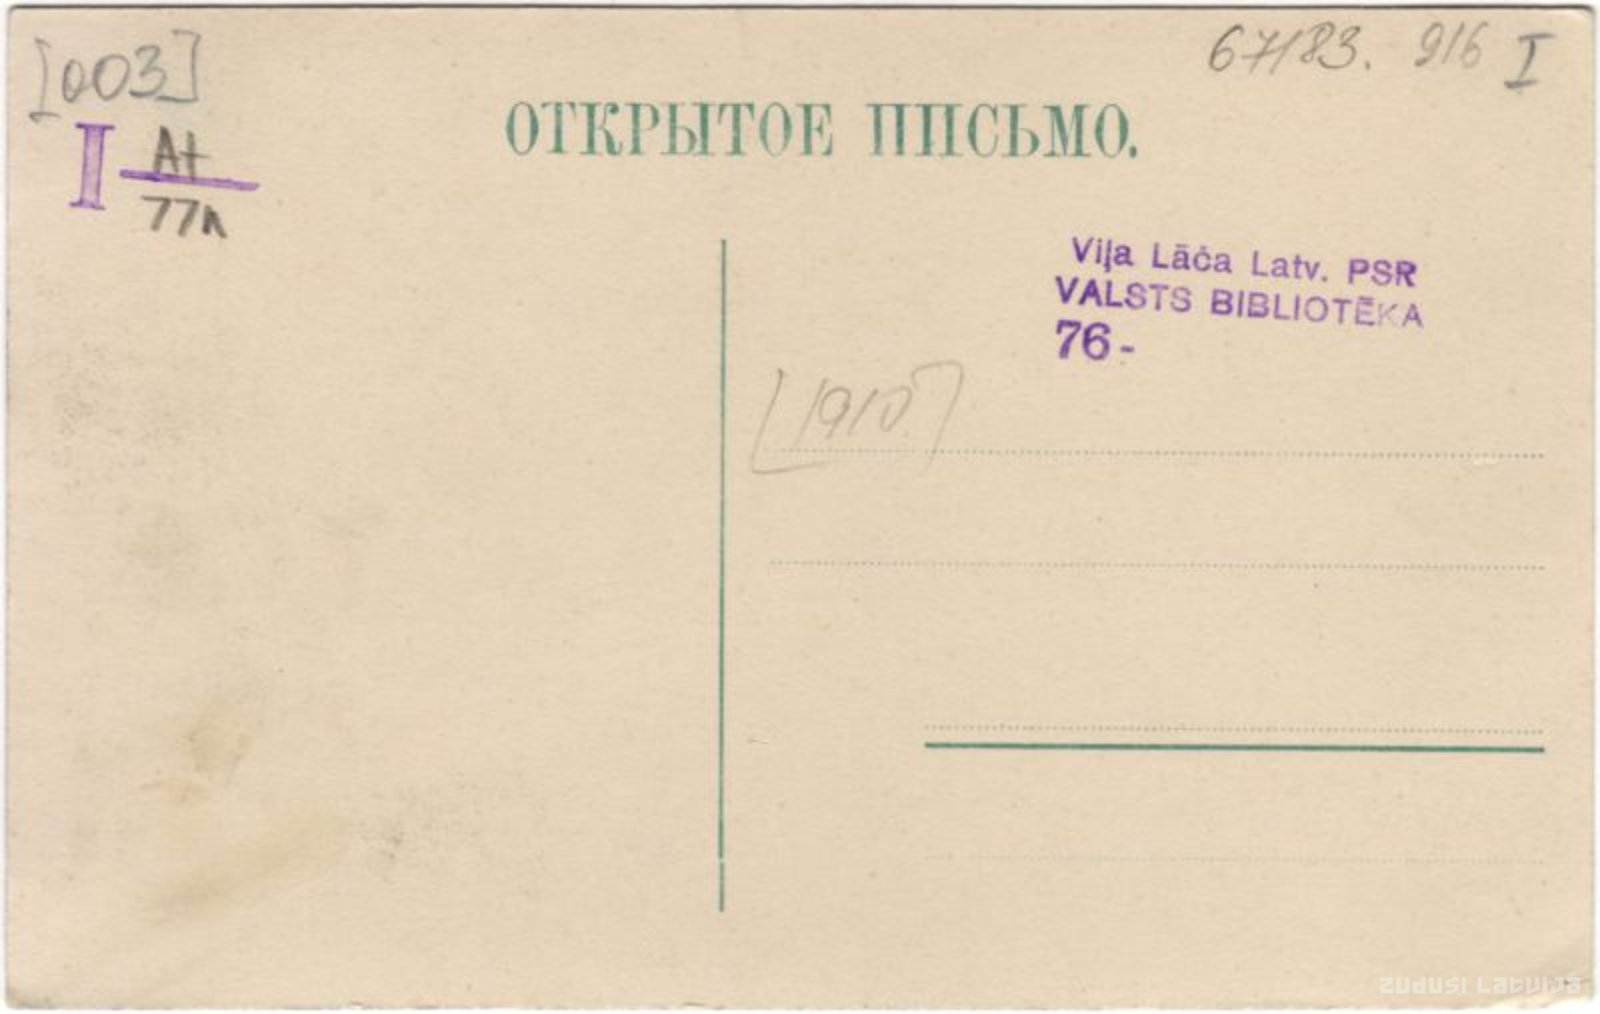 [003]
67183. 916 I
I At
77л
ОТКРЫТОЕ ПИСЬМО.
Viļa Lāča Latv. PSR
VALSTS BIBLIOTĒKA
76-
[1910]
zudusi Latvija